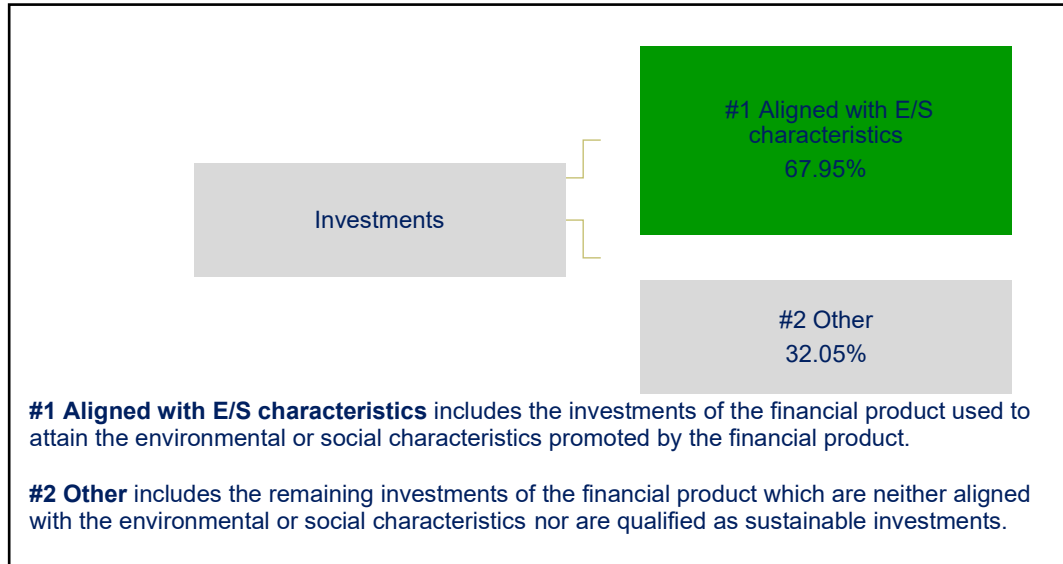 #1 Aligned with E/S
characteristics
67.95%
Investments
#2 Other
32.05%
#1 Aligned with E/S characteristics includes the investments of the financial product used to
attain the environmental or social characteristics promoted by the financial product.
#2 Other includes the remaining investments of the financial product which are neither aligned
with the environmental or social characteristics nor are qualified as sustainable investments.